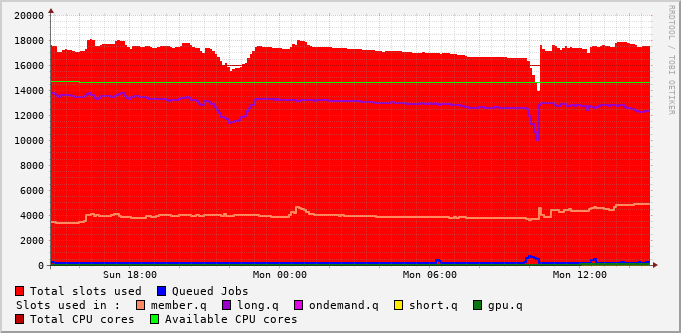 20000
18000
16000
14000
12000
10000
8000
6000
4000
2000
0
Sun 18:00 Mon 00:00 Mon 06:00 Mon 12:00
RRDTOOL / TOBI OETIKER
Total slots used Queued Jobs
Slots used in : member.q long.q ondemand.q short.q gpu.q
Total CPU cores Available CPU cores